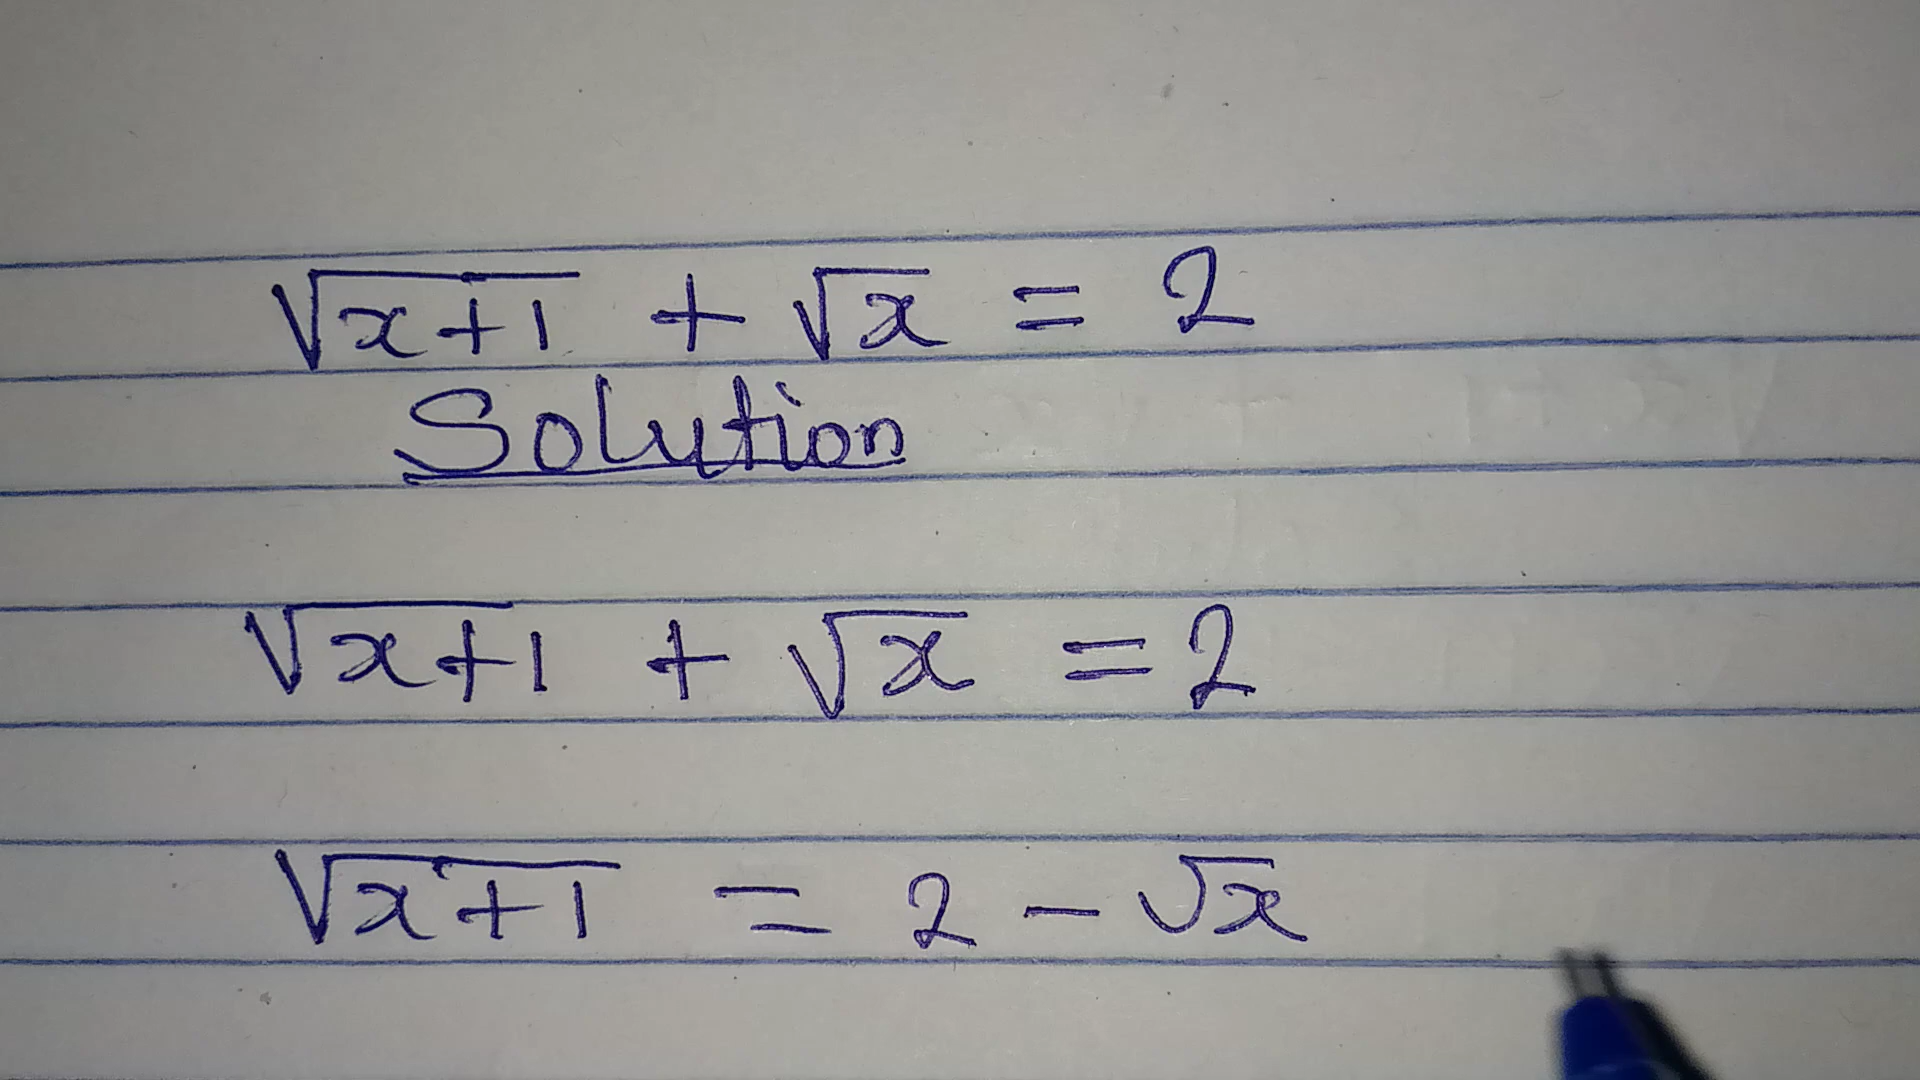 √(x+1) + √x = 2
Solution
√(x+1) + √x = 2
√(x+1) = 2 - √x